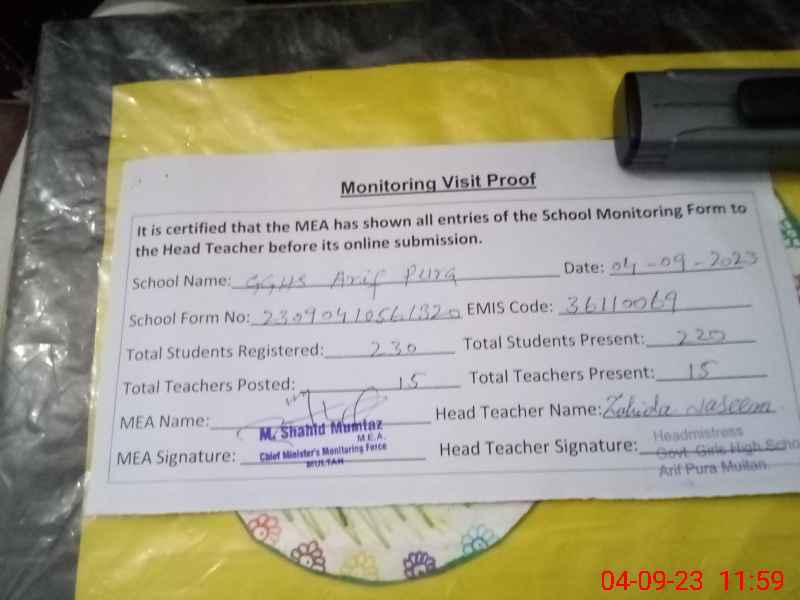 Monitoring Visit Proof
It is certified that the MEA has shown all entries of the School Monitoring Form to
the Head Teacher before its online submission.
School Name: GGHS Arif Pura Date: 04-09-2023
School Form No: 23090410561320 EMIS Code: 36110069
Total Students Registered: 230 Total Students Present: 220
Total Teachers Posted: 15 Total Teachers Present: 15
MEA Name: Head Teacher Name: Zahida Naseem
M. Shahid Mumtaz
M.E.A.
MEA Signature: Chief Minister's Monitoring Force Head Teacher Signature:
MULTAN
Headmistress
Govt. Girls High Scho
Arif Pura Multan.
04-09-23 11:59